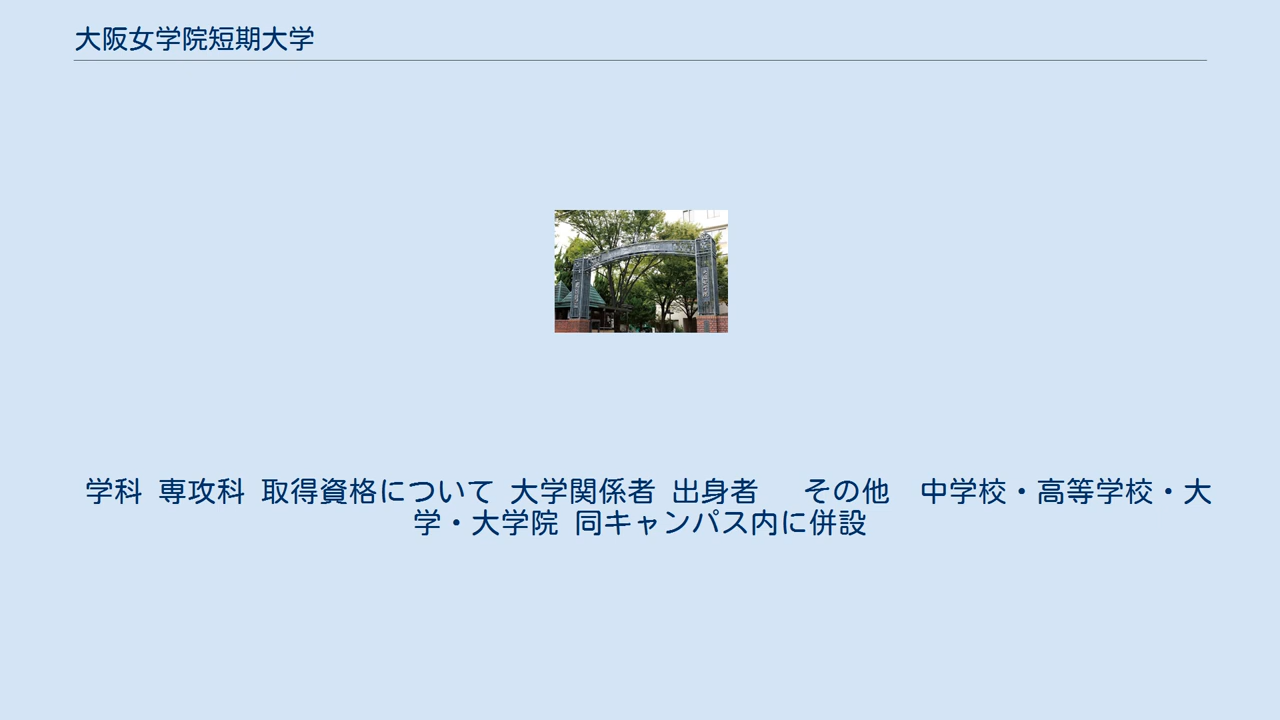 大阪女学院短期大学
学科 専攻科 取得資格について 大学関係者 出身者　 その他　中学校・高等学校・大
学・大学院 同キャンパス内に併設